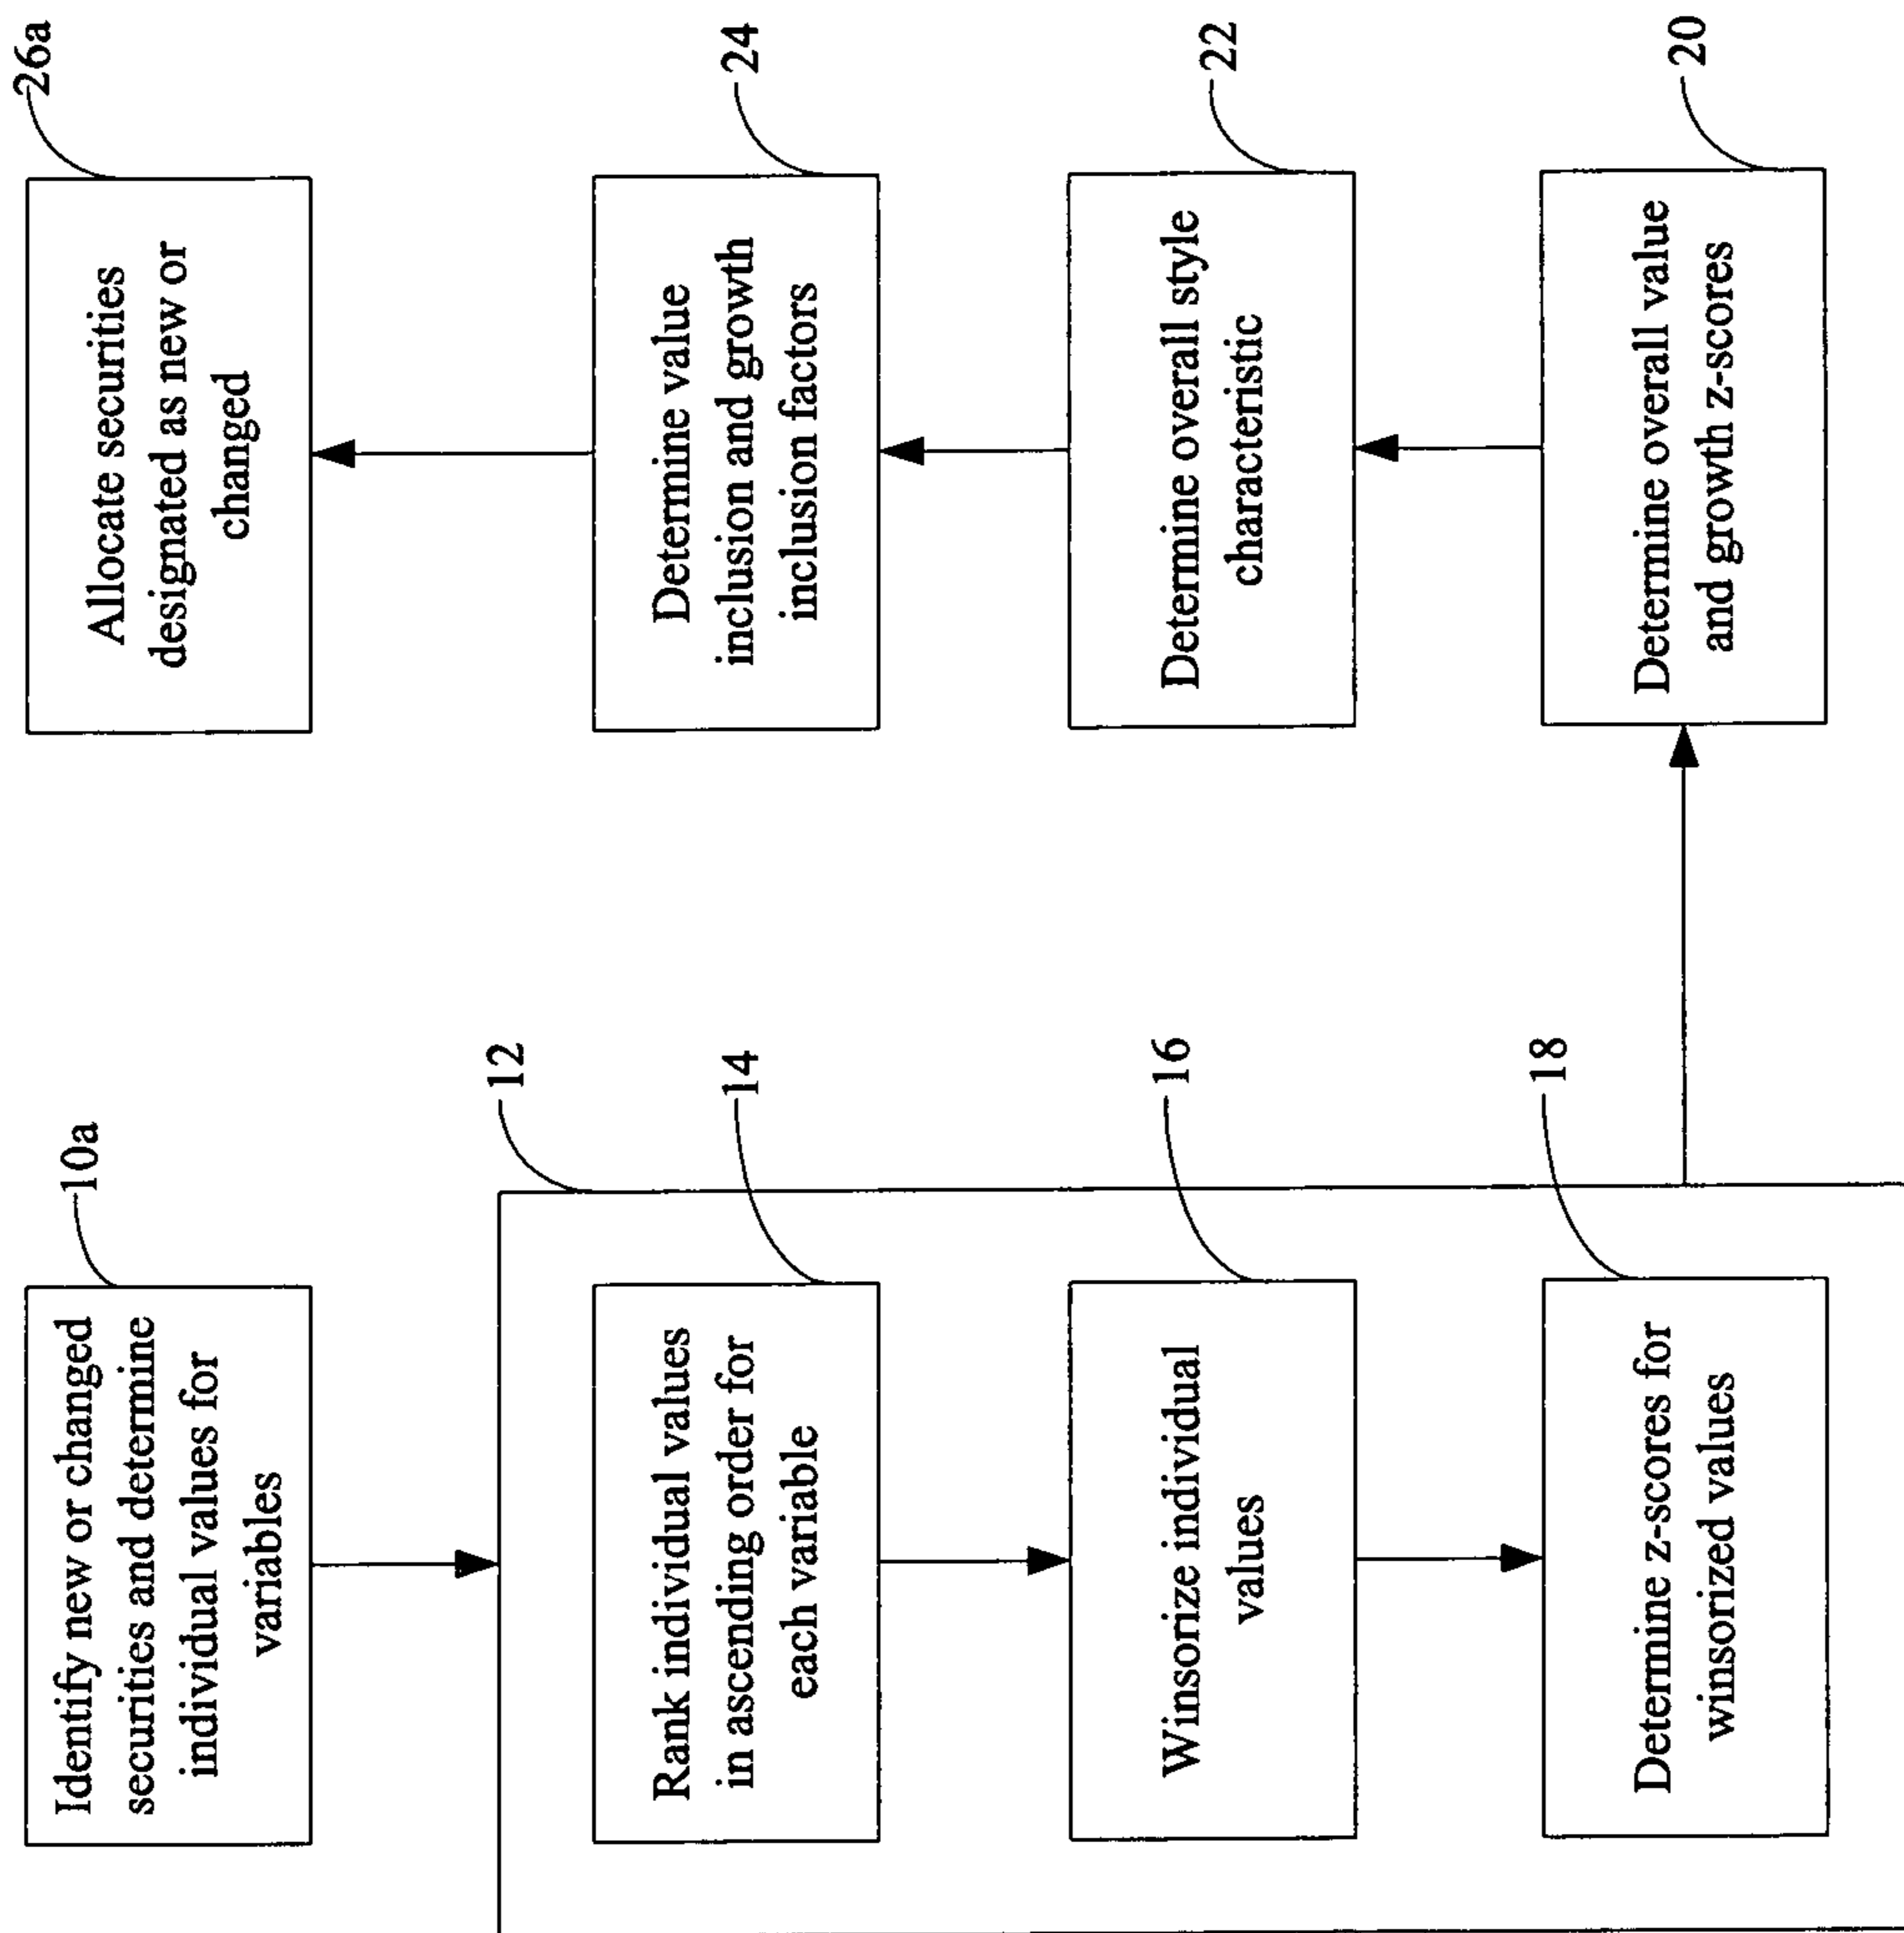 10a
Identify new or changed
securities and determine
individual values for
variables
12
14
Rank individual values
in ascending order for
each variable
16
Winsorize individual
values
18
Determine z-scores for
winsorized values
20
Determine overall value
and growth z-scores
22
Determine overall style
characteristic
24
Determine value
inclusion and growth
inclusion factors
26a
Allocate securities
designated as new or
changed